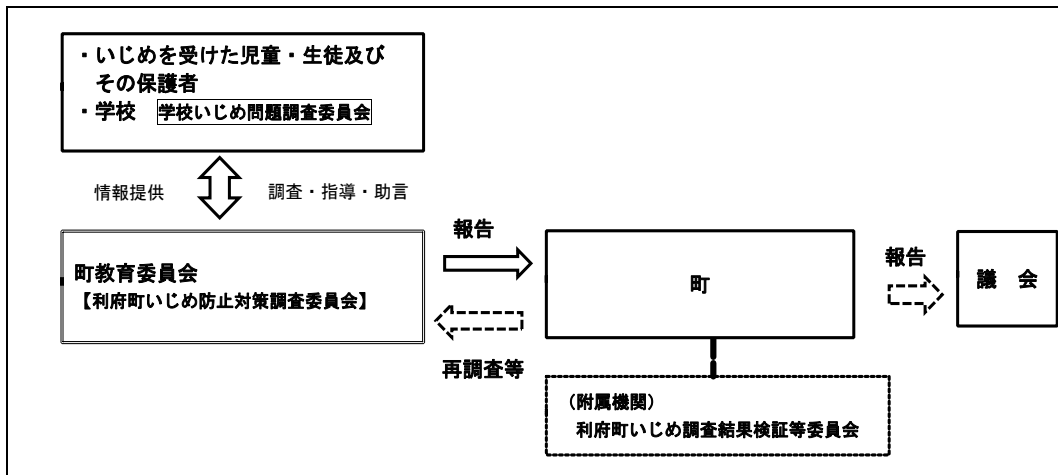 ・いじめを受けた児童・生徒及び
その保護者
・学校 学校いじめ問題調査委員会
情報提供
調査・指導・助言
町教育委員会
【利府町いじめ防止対策調査委員会】
報告
再調査等
町
報告
議 会
（附属機関）
利府町いじめ調査結果検証等委員会